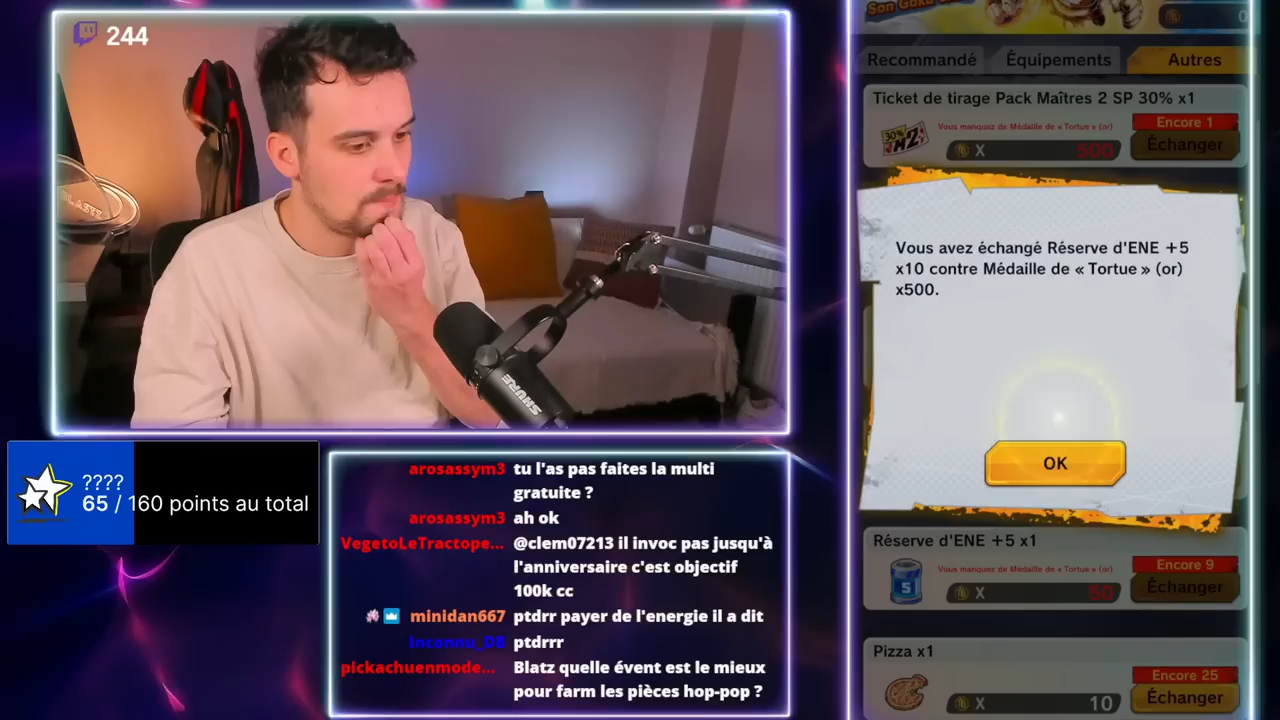 244
Son Goku
0
Recommandé
Équipements
Autres
Ticket de tirage Pack Maîtres 2 SP 30% x1
Vous manquez de Médaille de « Tortue » (or)
Encore 1
30%
X 500
Échanger
Vous avez échangé Réserve d'ENE +5
x10 contre Médaille de « Tortue » (or)
x500.
OK
SHURE
????
65 / 160 points au total
arosassym3 tu l'as pas faites la multi
gratuite ?
arosassym3 ah ok
VegetoLeTractope... @clem07213 il invoc pas jusqu'à
l'anniversaire c'est objectif
100k cc
minidan667 ptdrr payer de l'energie il a dit
Inconnu_DB ptdrrr
pickachuenmode... Blatz quelle évent est le mieux
pour farm les pièces hop-pop ?
Réserve d'ENE +5 x1
Vous manquez de Médaille de « Tortue » (or)
Encore 9
5
X 50
Échanger
Pizza x1
Encore 25
X 10
Échanger